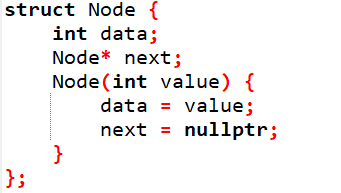 struct Node {
    int data;
    Node* next;
    Node(int value) {
        data = value;
        next = nullptr;
    }
};